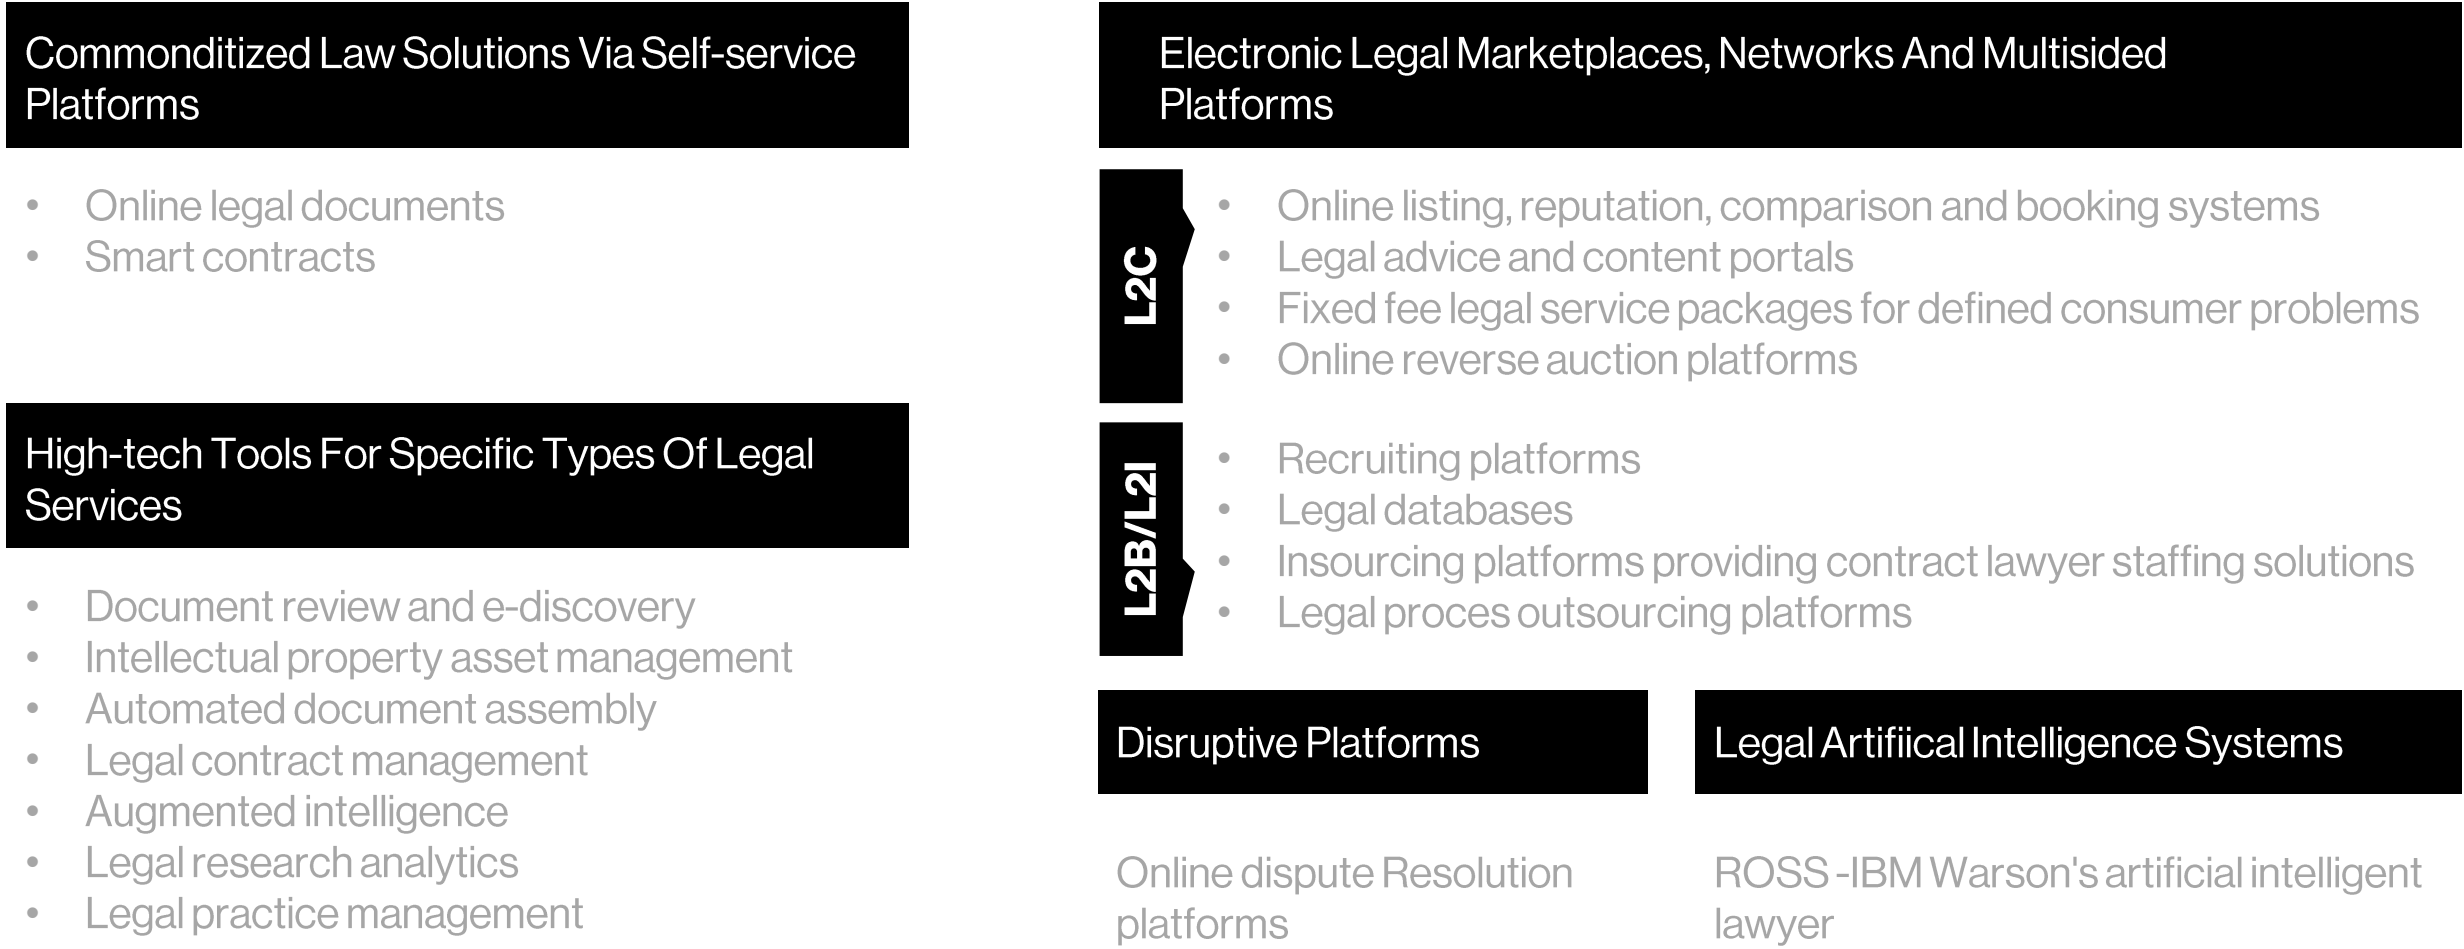 Commonditized Law Solutions Via Self-service
Platforms
• Online legal documents
• Smart contracts
High-tech Tools For Specific Types Of Legal
Services
• Document review and e-discovery
• Intellectual property asset management
• Automated document assembly
• Legal contract management
• Augmented intelligence
• Legal research analytics
• Legal practice management
Electronic Legal Marketplaces, Networks And Multisided
Platforms
L2C
• Online listing, reputation, comparison and booking systems
• Legal advice and content portals
• Fixed fee legal service packages for defined consumer problems
• Online reverse auction platforms
L2B/L2I
• Recruiting platforms
• Legal databases
• Insourcing platforms providing contract lawyer staffing solutions
• Legal proces outsourcing platforms
Disruptive Platforms
Online dispute Resolution
platforms
Legal Artifiical Intelligence Systems
ROSS -IBM Warson's artificial intelligent
lawyer